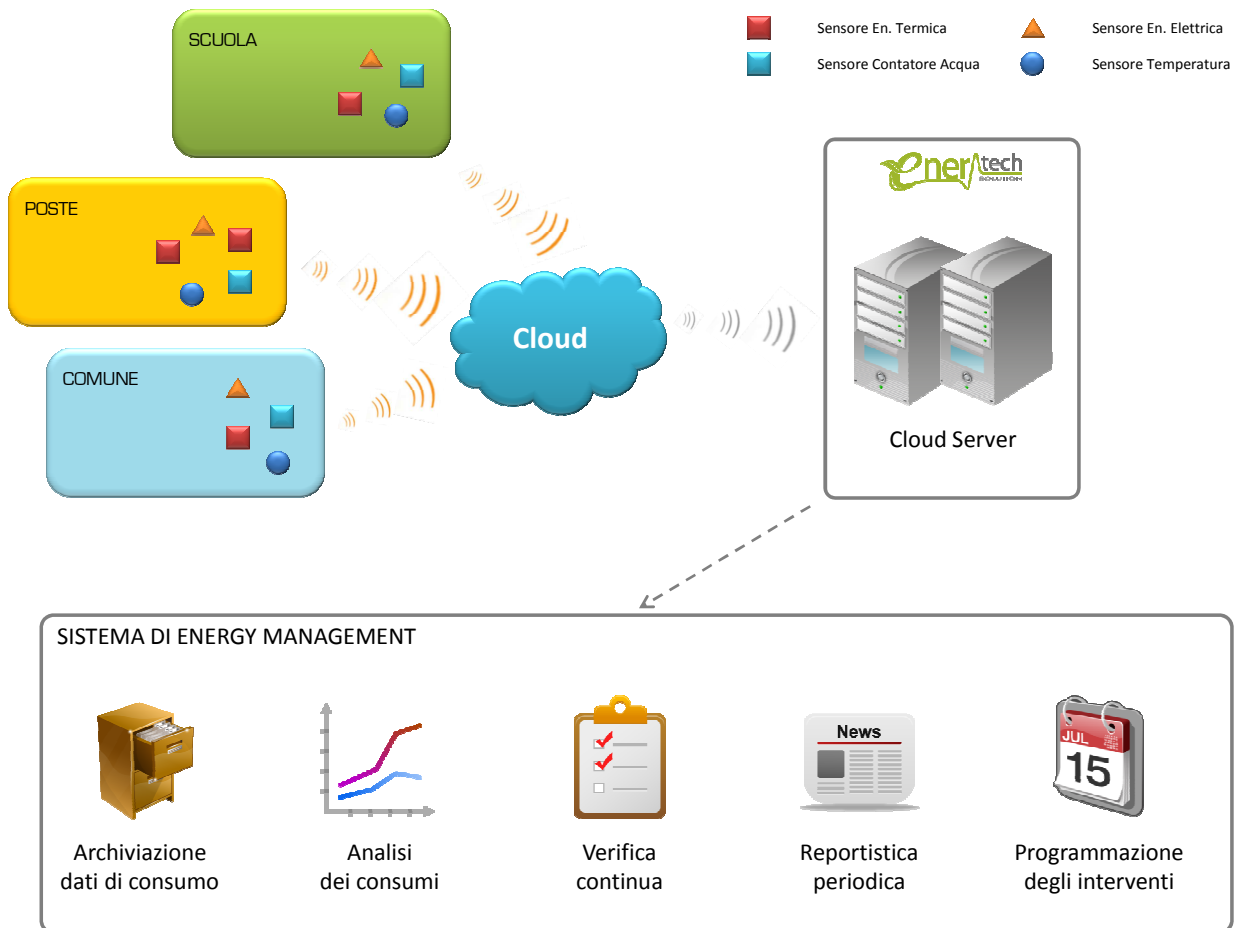 SCUOLA
Sensore En. Termica
Sensore En. Elettrica
Sensore Contatore Acqua
Sensore Temperatura
POSTE
COMUNE
Cloud
enertech
SOLUTION
Cloud Server
SISTEMA DI ENERGY MANAGEMENT
News
JUL
15
Archiviazione
dati di consumo
Analisi
dei consumi
Verifica
continua
Reportistica
periodica
Programmazione
degli interventi